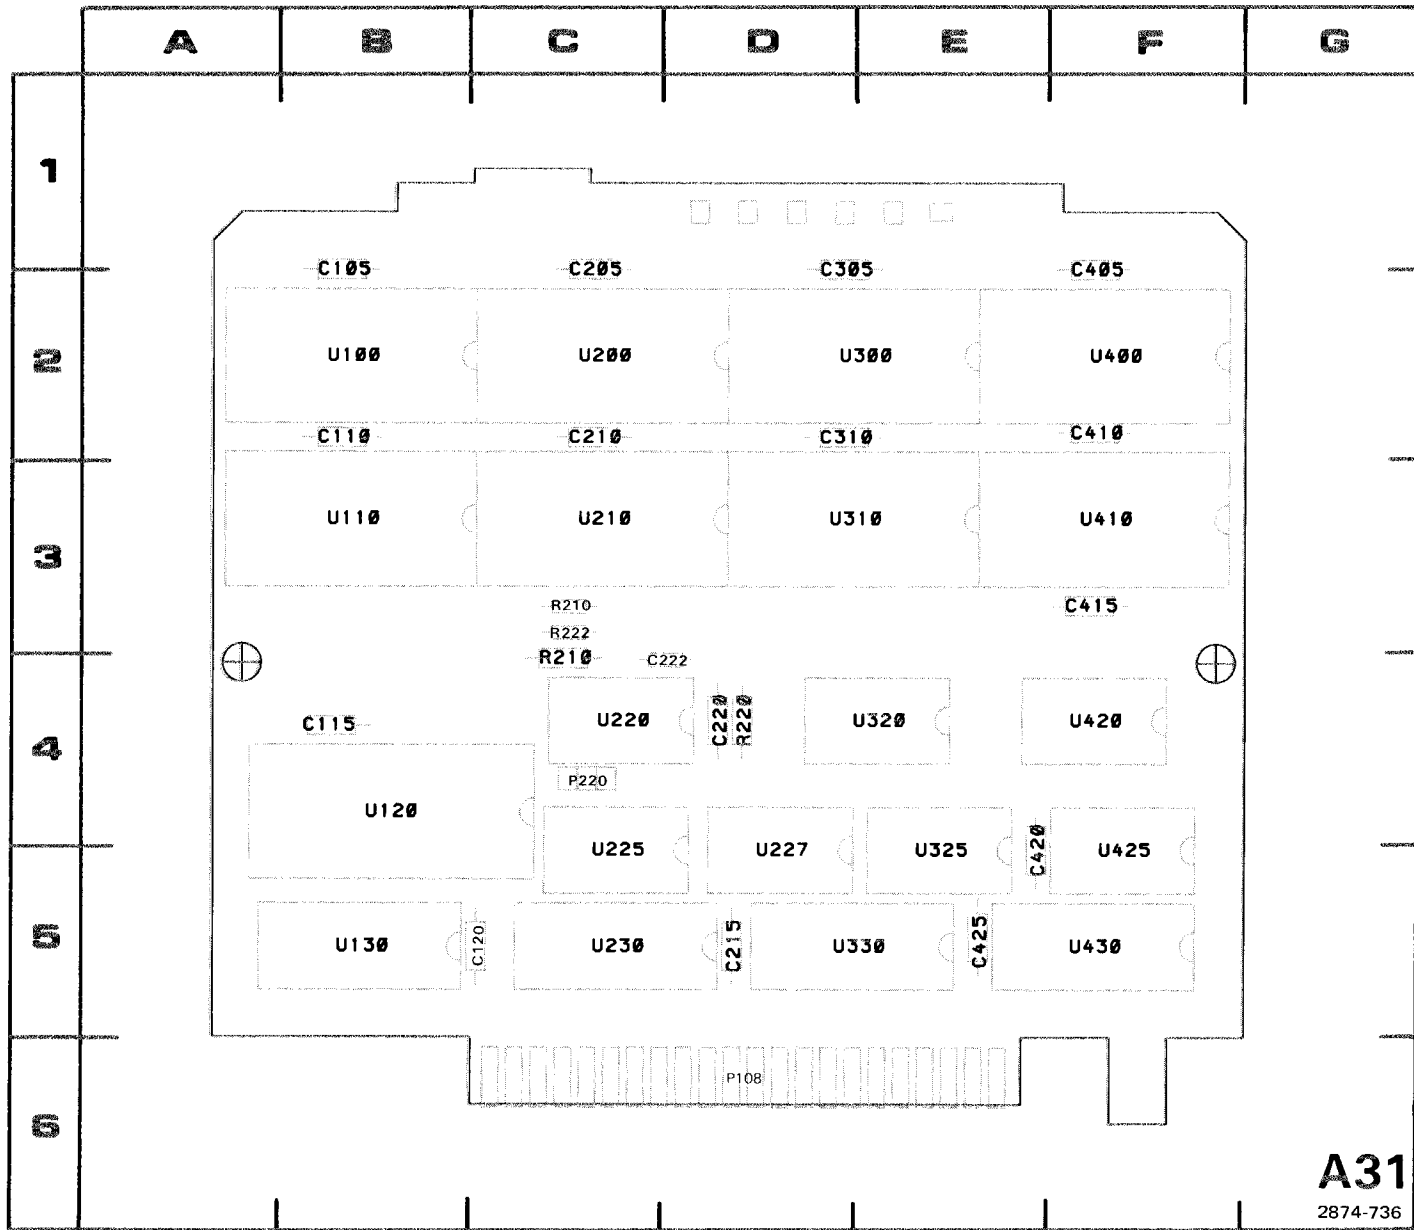 A B C D E F G
1
C105 C205 C305 C405
2
U100 U200 U300 U400
C110 C210 C310 C410
U110 U210 U310 U410
3
R210 C415
R222
R210 C222
C115 U220 C220 R220 U320 U420
4
P220
U120
U225 U227 U325 C420 U425
5
U130 C120 U230 C215 U330 C425 U430
P108
6
A31
2874-736